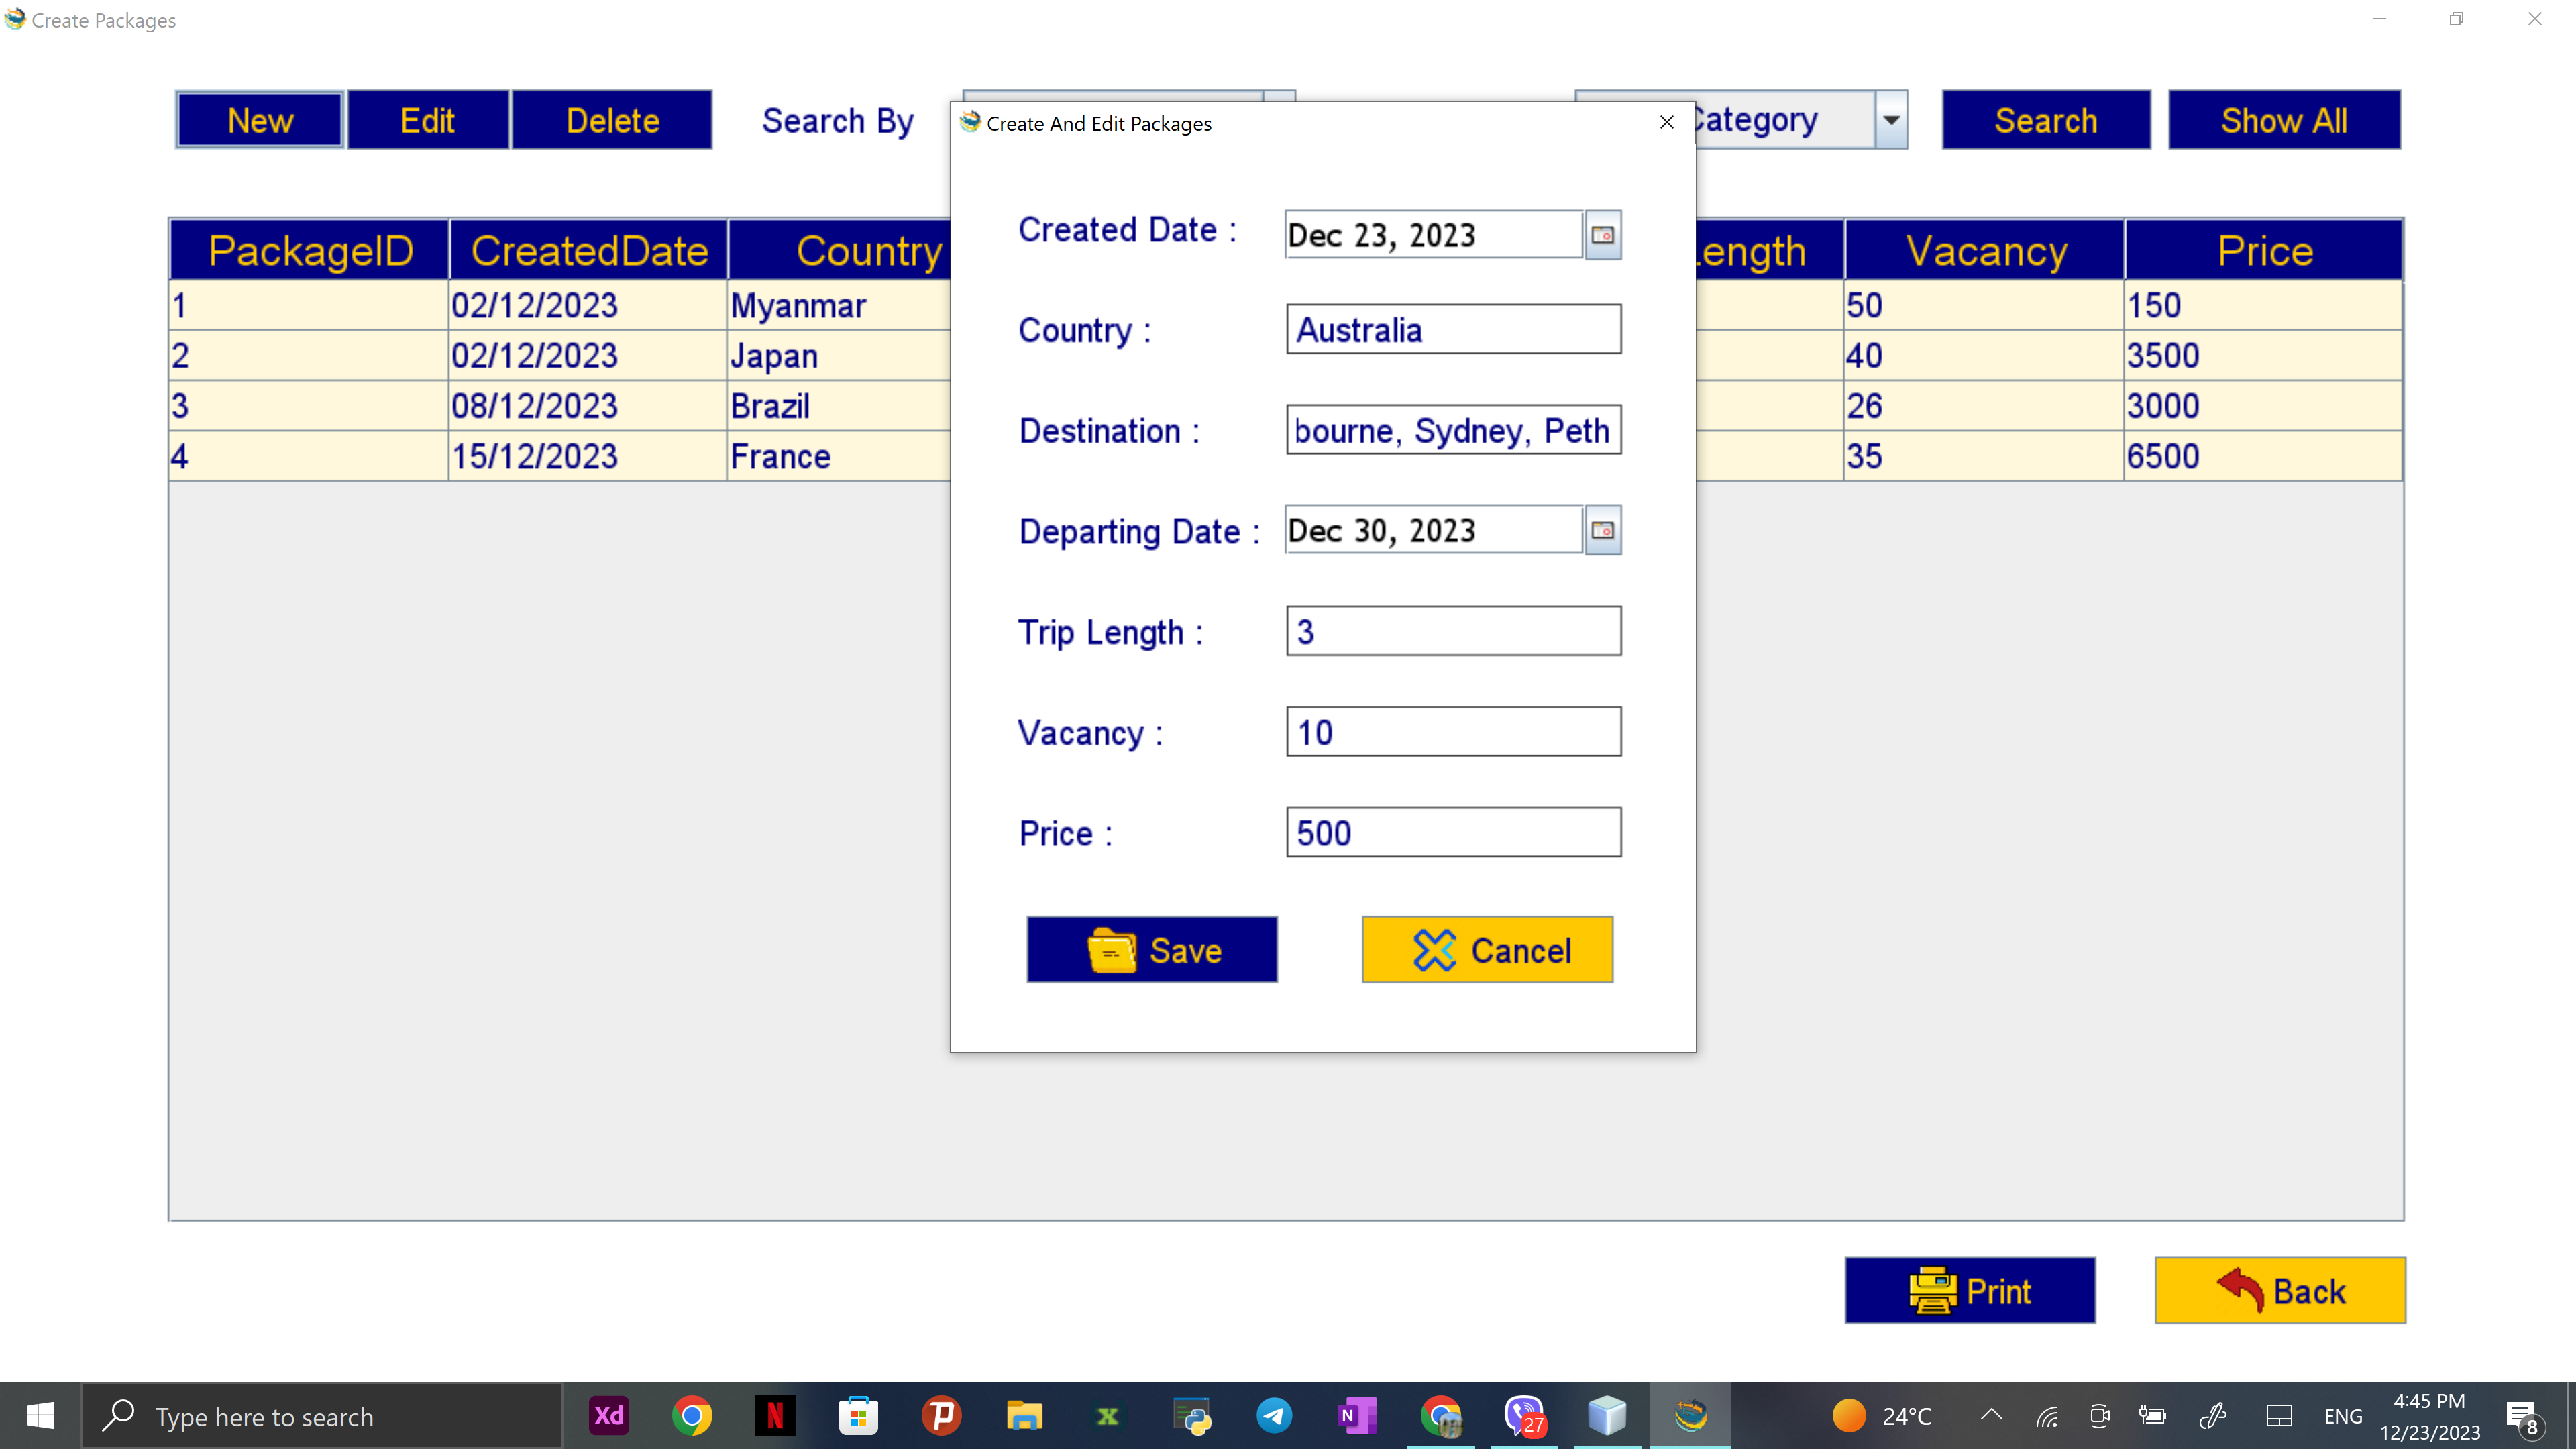 Create Packages
New Edit Delete Search By Category Search Show All
Create And Edit Packages
PackageID CreatedDate Country Length Vacancy Price
1 02/12/2023 Myanmar 50 150
2 02/12/2023 Japan 40 3500
3 08/12/2023 Brazil 26 3000
4 15/12/2023 France 35 6500
Created Date : Dec 23, 2023
Country : Australia
Destination : bourne, Sydney, Peth
Departing Date : Dec 30, 2023
Trip Length : 3
Vacancy : 10
Price : 500
Save Cancel
Print Back
Type here to search Xd N X N 27 24°C ENG 4:45 PM
12/23/2023 8